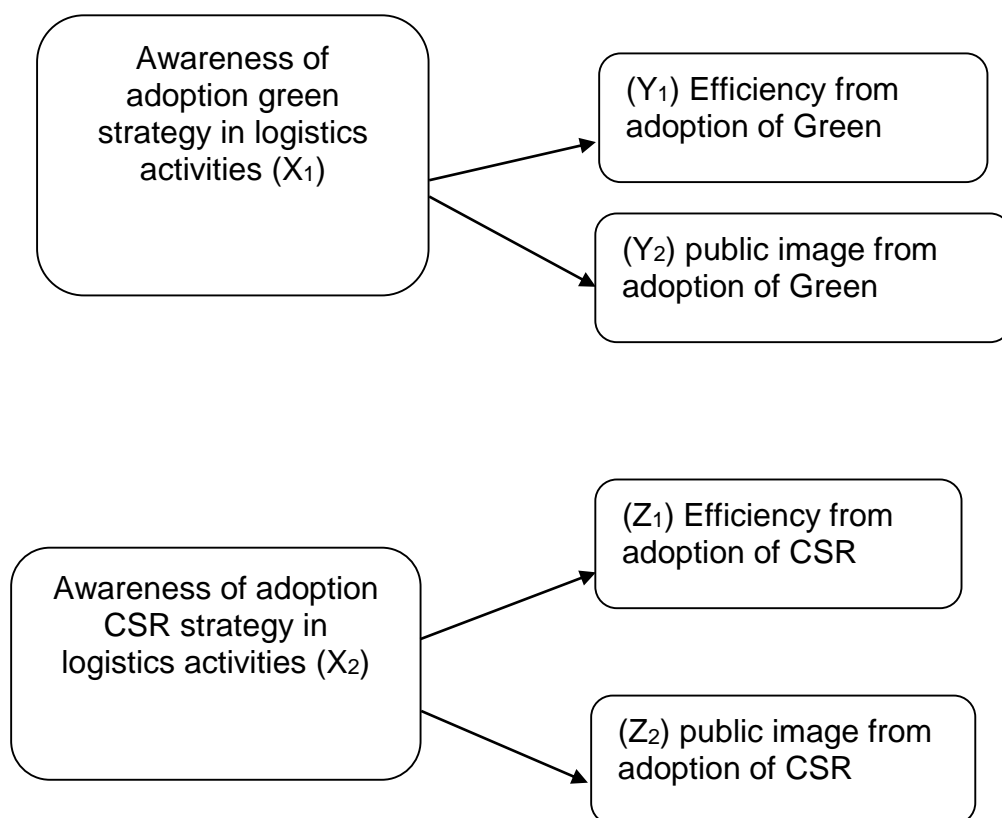 Awareness of
adoption green
strategy in logistics
activities (X₁)
(Y₁) Efficiency from
adoption of Green
(Y₂) public image from
adoption of Green
Awareness of adoption
CSR strategy in
logistics activities (X₂)
(Z₁) Efficiency from
adoption of CSR
(Z₂) public image from
adoption of CSR